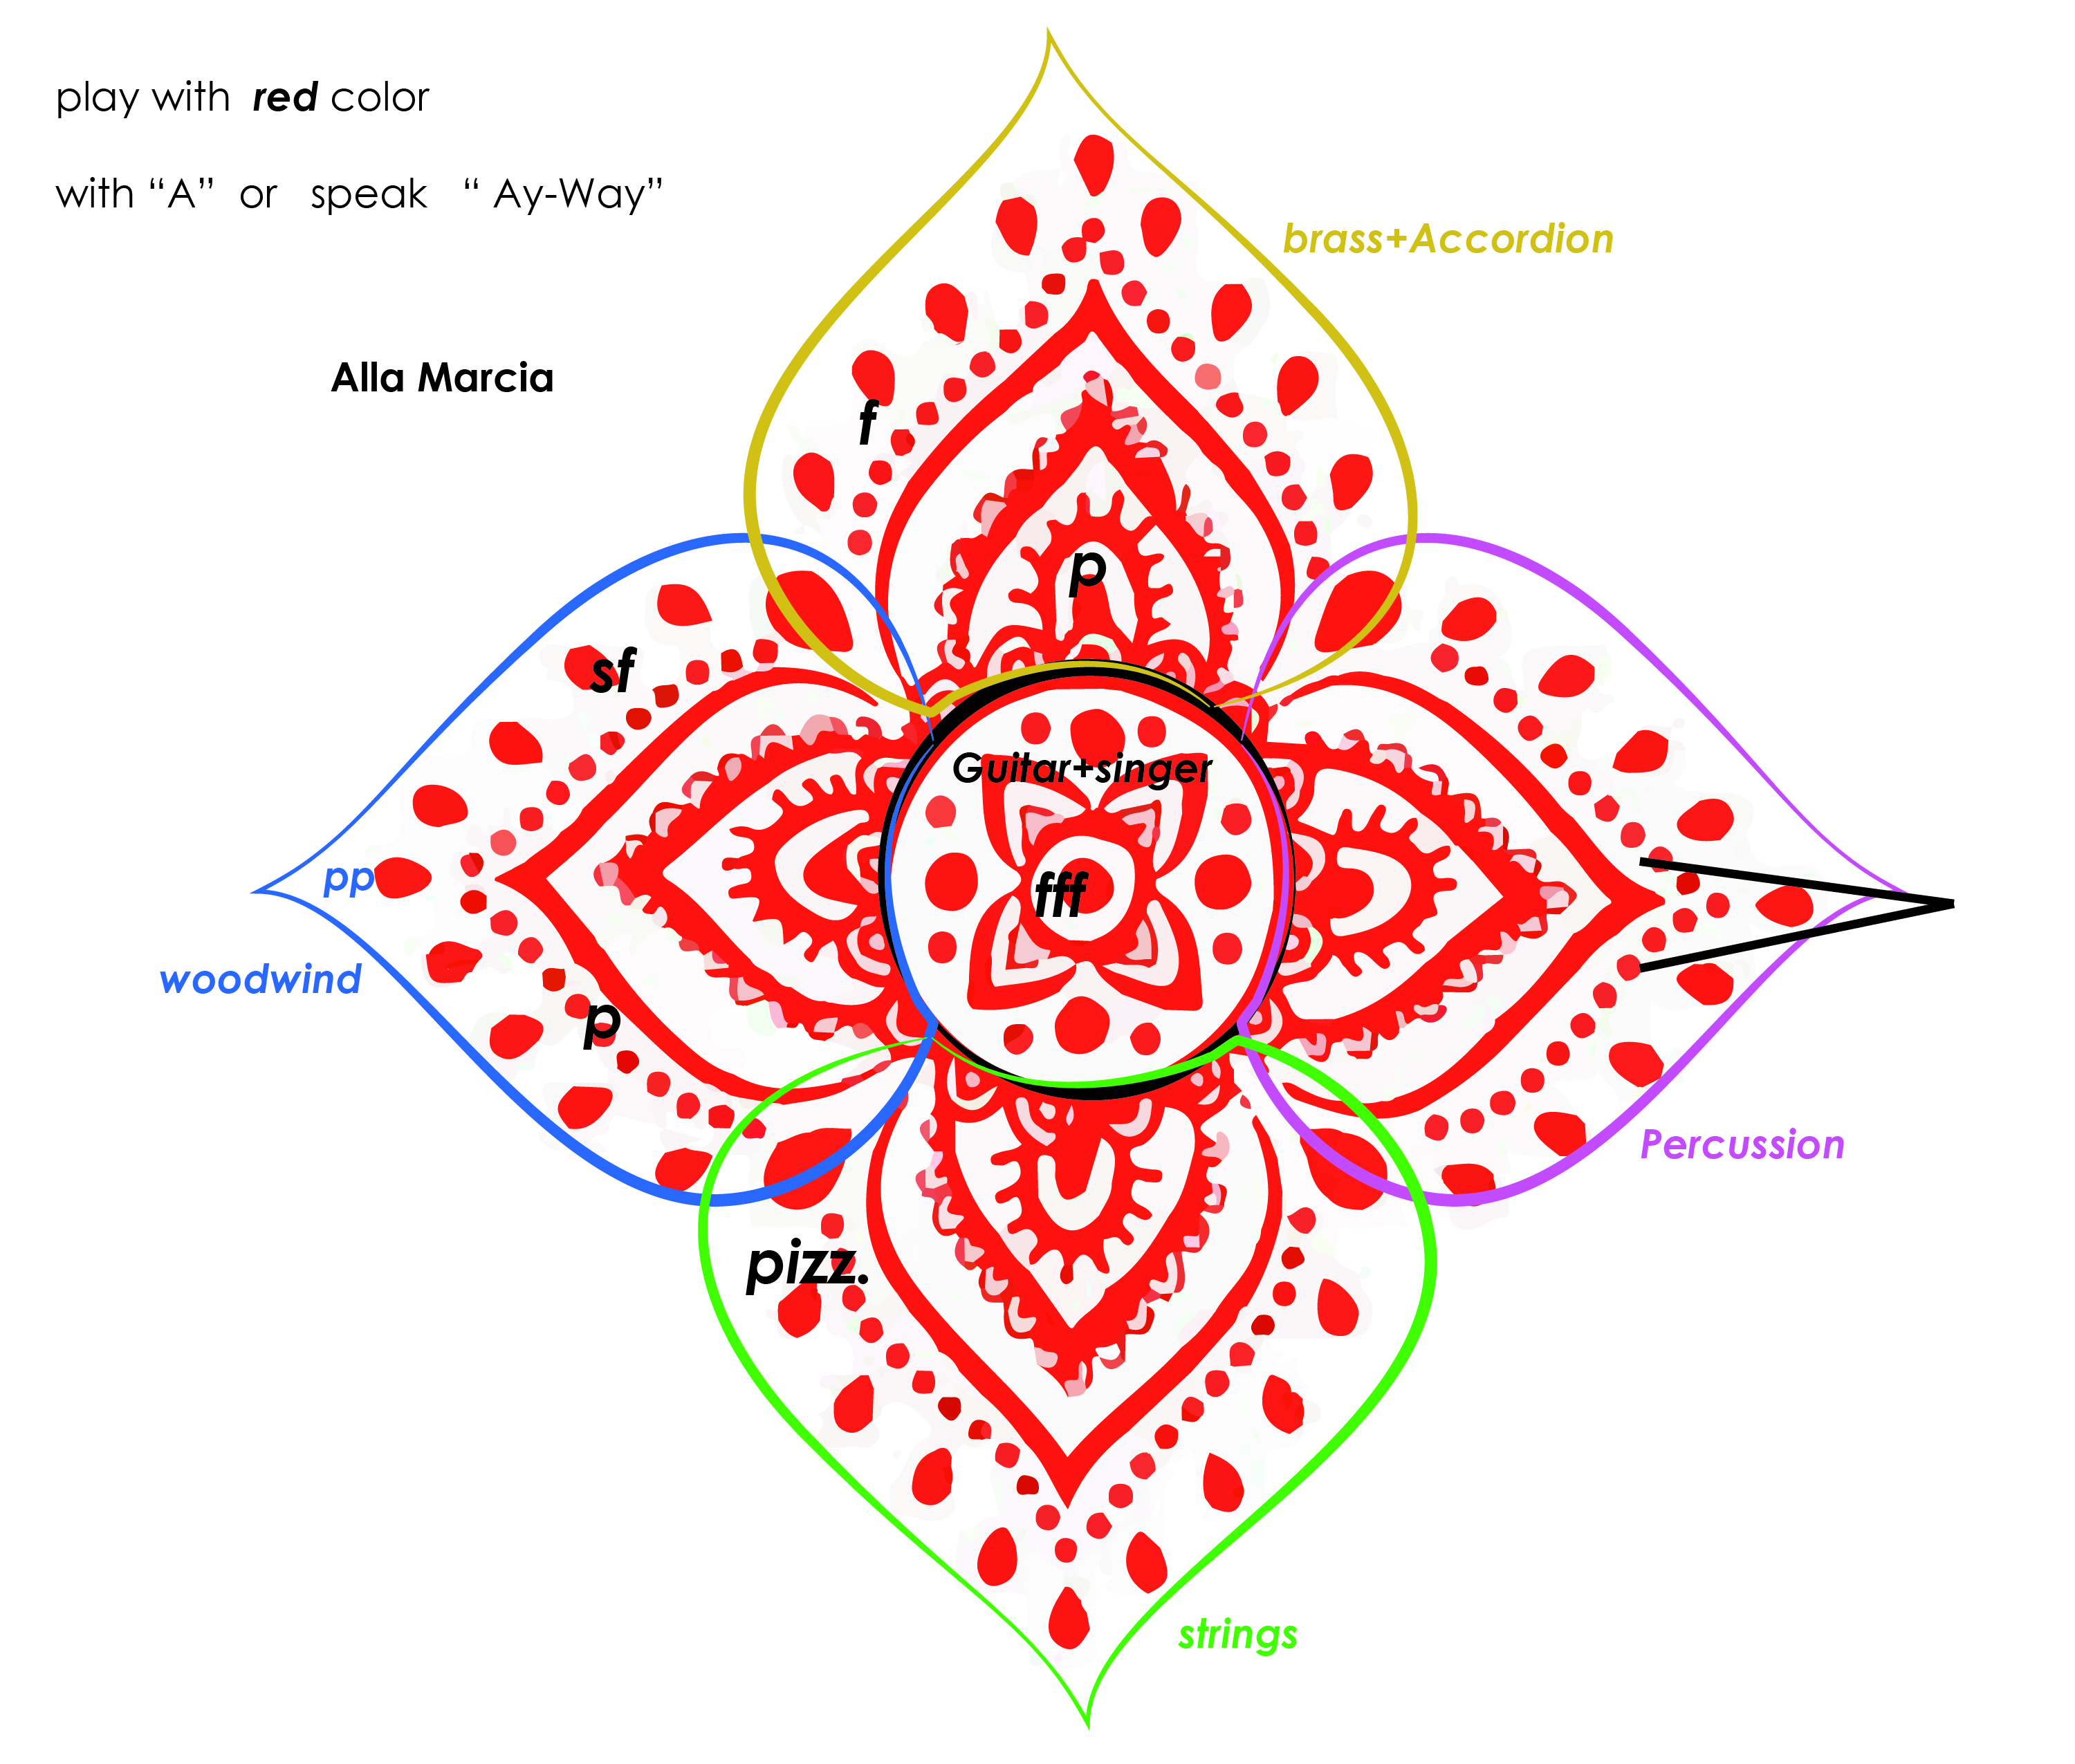 play with red color
with “A” or speak “ Ay-Way”
brass+Accordion
Alla Marcia
f
p
sf
Guitar+singer
pp
fff
woodwind
p
Percussion
pizz.
strings